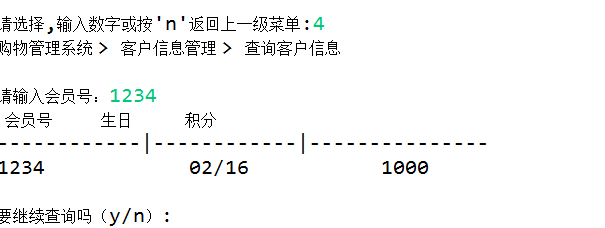 请选择,输入数字或按'n'返回上一级菜单:4
购物管理系统 > 客户信息管理 > 查询客户信息
请输入会员号：1234
会员号 生日 积分
------------|------------|---------------
1234 02/16 1000
要继续查询吗（y/n）: